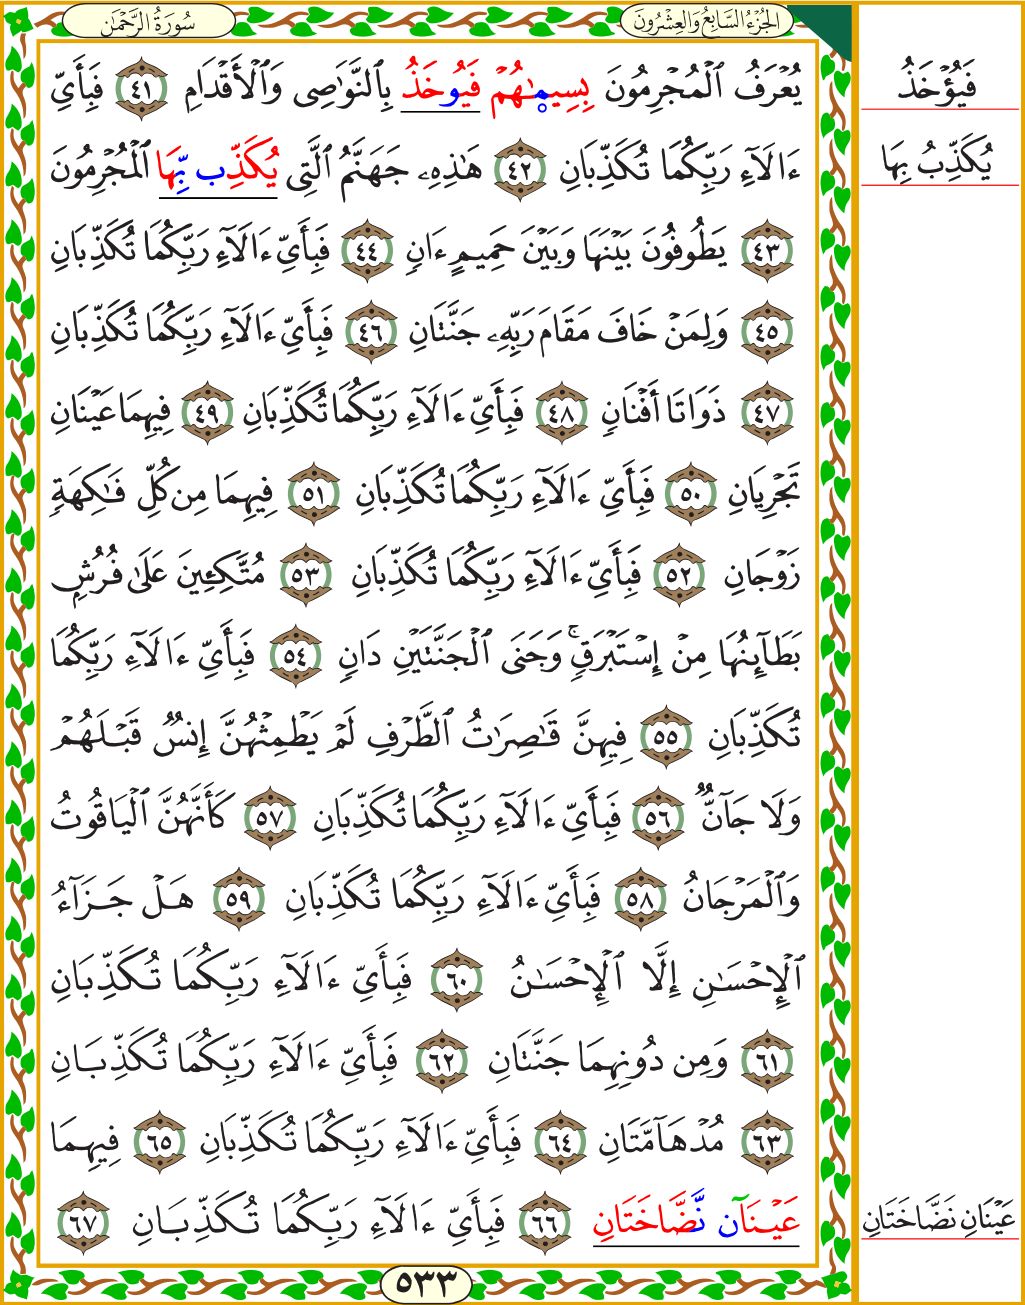 الجُزْءُ السَّابِعُ وَالعِشْرُونَ
سُورَةُ الرَّحْمَٰن
يُعْرَفُ ٱلْمُجْرِمُونَ بِسِيمَٰهُمْ فَيُوخَذُ بِٱلنَّوَٰصِى وَٱلْأَقْدَامِ ٤١ فَبِأَىِّ
ءَالَآءِ رَبِّكُمَا تُكَذِّبَانِ ٤٢ هَٰذِهِۦ جَهَنَّمُ ٱلَّتِى يُكَذِّب بِّهَا ٱلْمُجْرِمُونَ
٤٣ يَطُوفُونَ بَيْنَهَا وَبَيْنَ حَمِيمٍ ءَانٍ ٤٤ فَبِأَىِّ ءَالَآءِ رَبِّكُمَا تُكَذِّبَانِ
٤٥ وَلِمَنْ خَافَ مَقَامَ رَبِّهِۦ جَنَّتَانِ ٤٦ فَبِأَىِّ ءَالَآءِ رَبِّكُمَا تُكَذِّبَانِ
٤٧ ذَوَاتَا أَفْنَانٍ ٤٨ فَبِأَىِّ ءَالَآءِ رَبِّكُمَا تُكَذِّبَانِ ٤٩ فِيهِمَا عَيْنَانِ
تَجْرِيَانِ ٥٠ فَبِأَىِّ ءَالَآءِ رَبِّكُمَا تُكَذِّبَانِ ٥١ فِيهِمَا مِن كُلِّ فَٰكِهَةٍ
زَوْجَانِ ٥٢ فَبِأَىِّ ءَالَآءِ رَبِّكُمَا تُكَذِّبَانِ ٥٣ مُتَّكِـِٔينَ عَلَىٰ فُرُشٍ
بَطَآئِنُهَا مِنْ إِسْتَبْرَقٍۚ وَجَنَى ٱلْجَنَّتَيْنِ دَانٍ ٥٤ فَبِأَىِّ ءَالَآءِ رَبِّكُمَا
تُكَذِّبَانِ ٥٥ فِيهِنَّ قَٰصِرَٰتُ ٱلطَّرْفِ لَمْ يَطْمِثْهُنَّ إِنسٌ قَبْلَهُمْ
وَلَا جَآنٌّ ٥٦ فَبِأَىِّ ءَالَآءِ رَبِّكُمَا تُكَذِّبَانِ ٥٧ كَأَنَّهُنَّ ٱلْيَاقُوتُ
وَٱلْمَرْجَانُ ٥٨ فَبِأَىِّ ءَالَآءِ رَبِّكُمَا تُكَذِّبَانِ ٥٩ هَلْ جَزَآءُ
ٱلْإِحْسَٰنِ إِلَّا ٱلْإِحْسَٰنُ ٦٠ فَبِأَىِّ ءَالَآءِ رَبِّكُمَا تُكَذِّبَانِ
٦١ وَمِن دُونِهِمَا جَنَّتَانِ ٦٢ فَبِأَىِّ ءَالَآءِ رَبِّكُمَا تُكَذِّبَانِ
٦٣ مُدْهَآمَّتَانِ ٦٤ فَبِأَىِّ ءَالَآءِ رَبِّكُمَا تُكَذِّبَانِ ٦٥ فِيهِمَا
عَيْنَآن نَّضَّاخَتَانِ ٦٦ فَبِأَىِّ ءَالَآءِ رَبِّكُمَا تُكَذِّبَانِ ٦٧
٥٣٣
فَيُؤْخَذُ
يُكَذِّبُ بِهَا
عَيْنَانِ نَضَّاخَتَانِ